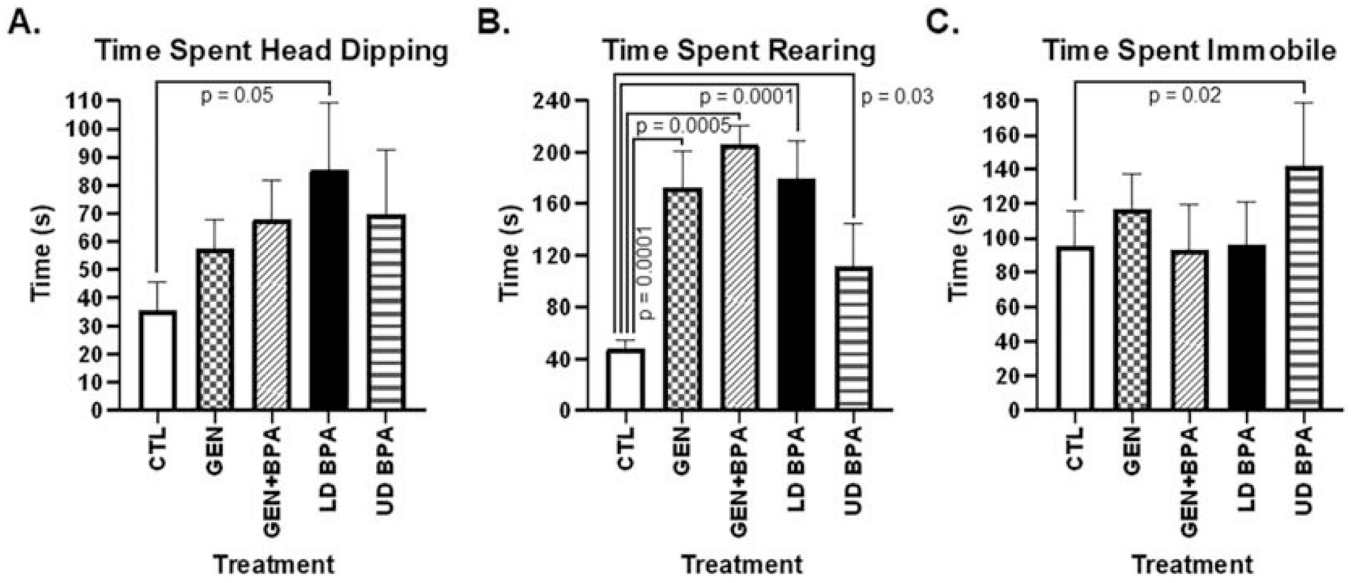 A.
Time Spent Head Dipping
p = 0.05
Time (s)
110
100
90
80
70
60
50
40
30
20
10
0
CTL
GEN
GEN+BPA
LD BPA
UD BPA
Treatment
B.
Time Spent Rearing
p = 0.03
p = 0.0001
p = 0.0005
p = 0.0001
Time (s)
240
200
160
120
80
40
0
CTL
GEN
GEN+BPA
LD BPA
UD BPA
Treatment
C.
Time Spent Immobile
p = 0.02
Time (s)
180
160
140
120
100
80
60
40
20
0
CTL
GEN
GEN+BPA
LD BPA
UD BPA
Treatment